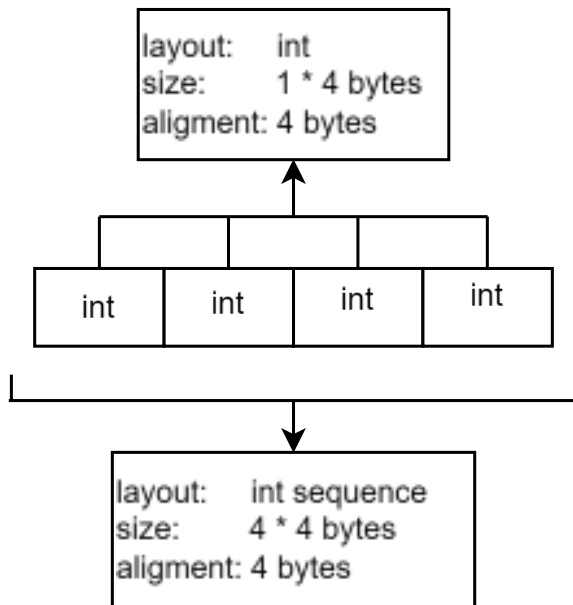 layout: int
size: 1 * 4 bytes
aligment: 4 bytes
int int int int
layout: int sequence
size: 4 * 4 bytes
aligment: 4 bytes